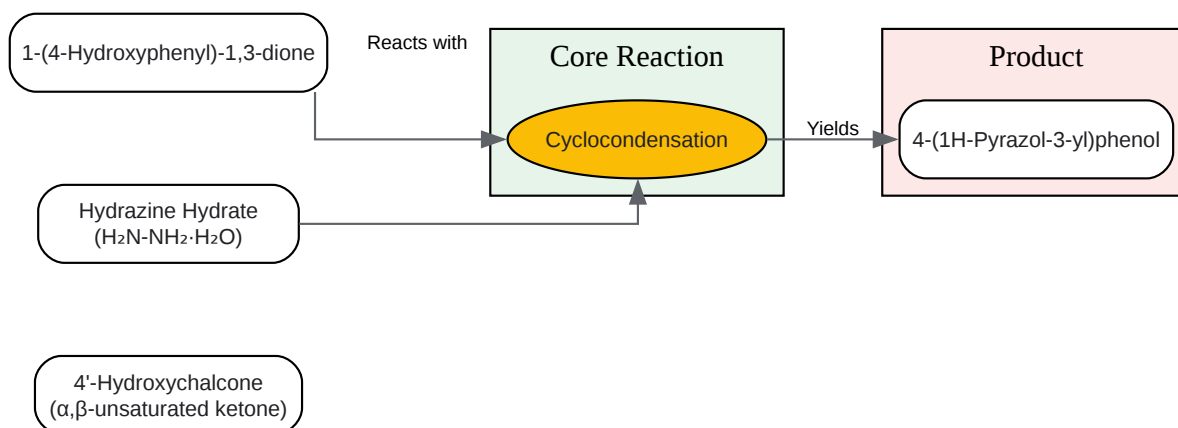 1-(4-Hydroxyphenyl)-1,3-dione
Reacts with
Core Reaction
Product
Cyclocondensation
Yields
4-(1H-Pyrazol-3-yl)phenol
Hydrazine Hydrate
(H₂N-NH₂·H₂O)
4'-Hydroxychalcone
(α,β-unsaturated ketone)